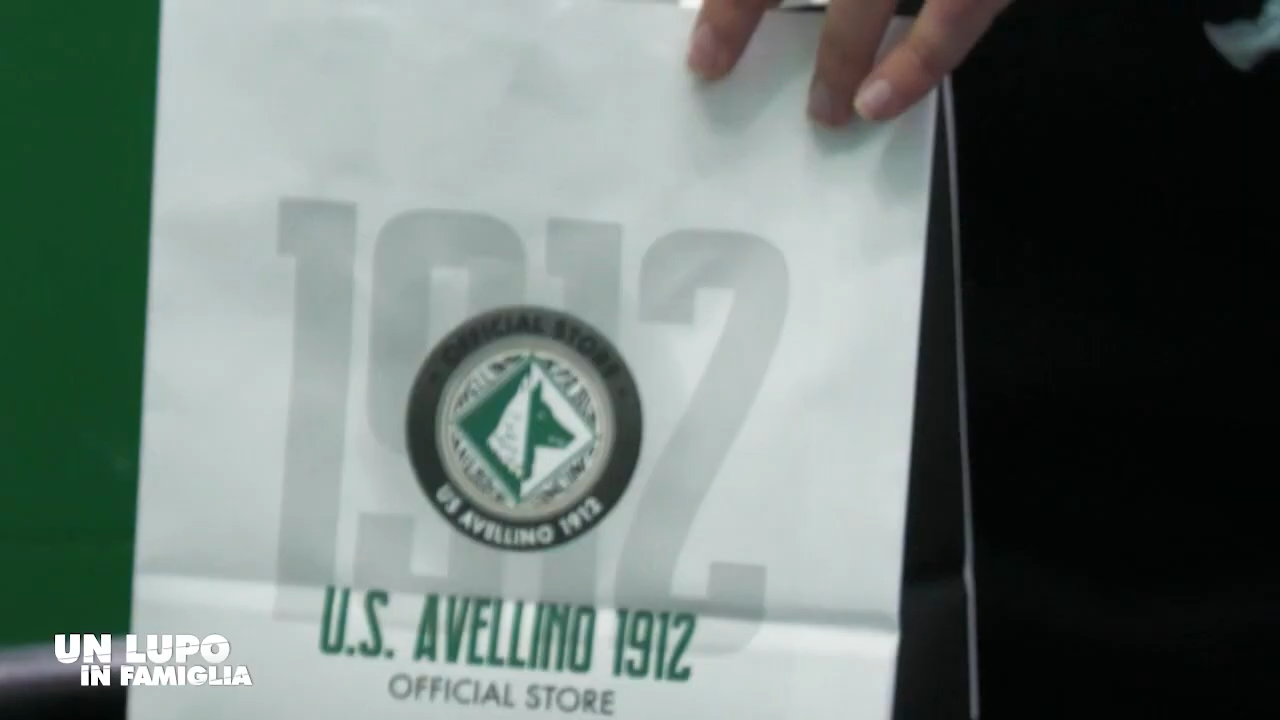 1912
OFFICIAL STORE
US AVELLINO 1912
U.S. AVELLINO 1912
OFFICIAL STORE
UN LUPO
IN FAMIGLIA